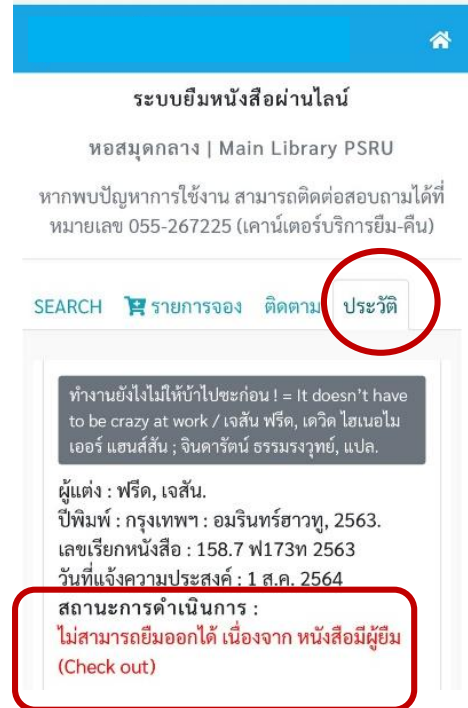 ระบบยืมหนังสือผ่านไลน์
หอสมุดกลาง | Main Library PSRU
หากพบปัญหาการใช้งาน สามารถติดต่อสอบถามได้ที่
หมายเลข 055-267225 (เคาน์เตอร์บริการยืม-คืน)
SEARCH รายการจอง ติดตาม ประวัติ
ทำงานยังไงไม่ให้บ้าไปซะก่อน ! = It doesn't have
to be crazy at work / เจสัน ฟรีด, เดวิด ไฮเนอไม
เออร์ แฮนส์สัน ; จินดารัตน์ ธรรมรงวุทย์, แปล.
ผู้แต่ง : ฟรีด, เจสัน.
ปีพิมพ์ : กรุงเทพฯ : อมรินทร์ฮาวทู, 2563.
เลขเรียกหนังสือ : 158.7 ฟ173ท 2563
วันที่แจ้งความประสงค์ : 1 ส.ค. 2564
สถานะการดำเนินการ :
ไม่สามารถยืมออกได้ เนื่องจาก หนังสือมีผู้ยืม
(Check out)